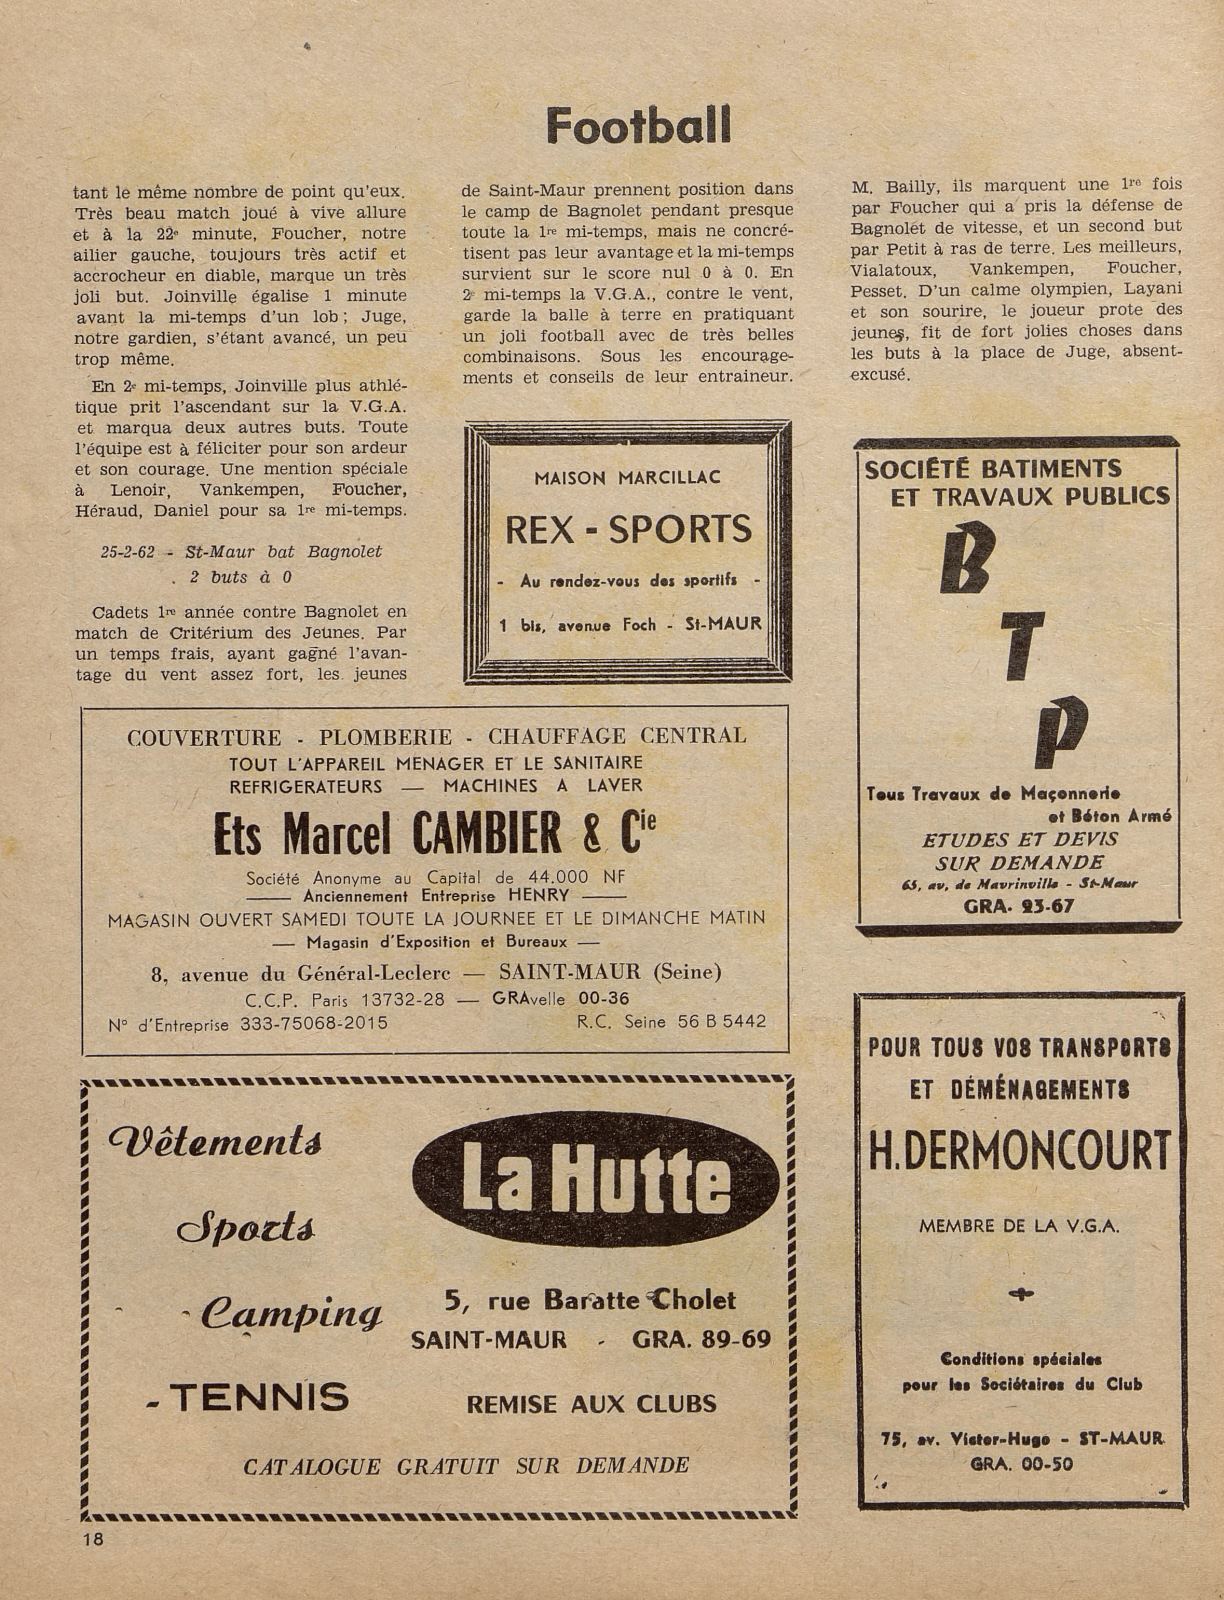 Football
tant le même nombre de point qu'eux.
Très beau match joué à vive allure
et à la 22e minute, Foucher, notre
ailier gauche, toujours très actif et
accrocheur en diable, marque un très
joli but. Joinville égalise 1 minute
avant la mi-temps d'un lob ; Juge,
notre gardien, s'étant avancé, un peu
trop même.
En 2e mi-temps, Joinville plus athlé-
tique prit l'ascendant sur la V.G.A.
et marqua deux autres buts. Toute
l'équipe est à féliciter pour son ardeur
et son courage. Une mention spéciale
à Lenoir, Vankempen, Foucher,
Héraud, Daniel pour sa 1re mi-temps.
25-2-62 - St-Maur bat Bagnolet
2 buts à 0
Cadets 1re année contre Bagnolet en
match de Critérium des Jeunes. Par
un temps frais, ayant gagné l'avan-
tage du vent assez fort, les jeunes
de Saint-Maur prennent position dans
le camp de Bagnolet pendant presque
toute la 1re mi-temps, mais ne concré-
tisent pas leur avantage et la mi-temps
survient sur le score nul 0 à 0. En
2e mi-temps la V.G.A., contre le vent,
garde la balle à terre en pratiquant
un joli football avec de très belles
combinaisons. Sous les encourage-
ments et conseils de leur entraineur.
M. Bailly, ils marquent une 1re fois
par Foucher qui a pris la défense de
Bagnolet de vitesse, et un second but
par Petit à ras de terre. Les meilleurs,
Vialatoux, Vankempen, Foucher,
Pesset. D'un calme olympien, Layani
et son sourire, le joueur prote des
jeunes, fit de fort jolies choses dans
les buts à la place de Juge, absent-
excusé.
MAISON MARCILLAC
REX - SPORTS
- Au rendez-vous des sportifs -
1 bis, avenue Foch - St-MAUR
SOCIÉTÉ BATIMENTS
ET TRAVAUX PUBLICS
B
T
P
Tous Travaux de Maçonnerie
et Béton Armé
ETUDES ET DEVIS
SUR DEMANDE
65, av. de Mavrinville - St-Maur
GRA. 23-67
COUVERTURE - PLOMBERIE - CHAUFFAGE CENTRAL
TOUT L'APPAREIL MENAGER ET LE SANITAIRE
REFRIGERATEURS — MACHINES A LAVER
Ets Marcel CAMBIER & Cie
Société Anonyme au Capital de 44.000 NF
—— Anciennement Entreprise HENRY ——
MAGASIN OUVERT SAMEDI TOUTE LA JOURNEE ET LE DIMANCHE MATIN
— Magasin d'Exposition et Bureaux —
8, avenue du Général-Leclerc — SAINT-MAUR (Seine)
C.C.P. Paris 13732-28 — GRAvelle 00-36
N° d'Entreprise 333-75068-2015 R.C. Seine 56 B 5442
Vêtements
Sports
Camping
- TENNIS
La Hutte
5, rue Baratte Cholet
SAINT-MAUR - GRA. 89-69
REMISE AUX CLUBS
CATALOGUE GRATUIT SUR DEMANDE
POUR TOUS VOS TRANSPORTS
ET DÉMÉNAGEMENTS
H. DERMONCOURT
MEMBRE DE LA V.G.A.
Conditions spéciales
pour les Sociétaires du Club
75, av. Victor-Hugo - ST-MAUR
GRA. 00-50
18